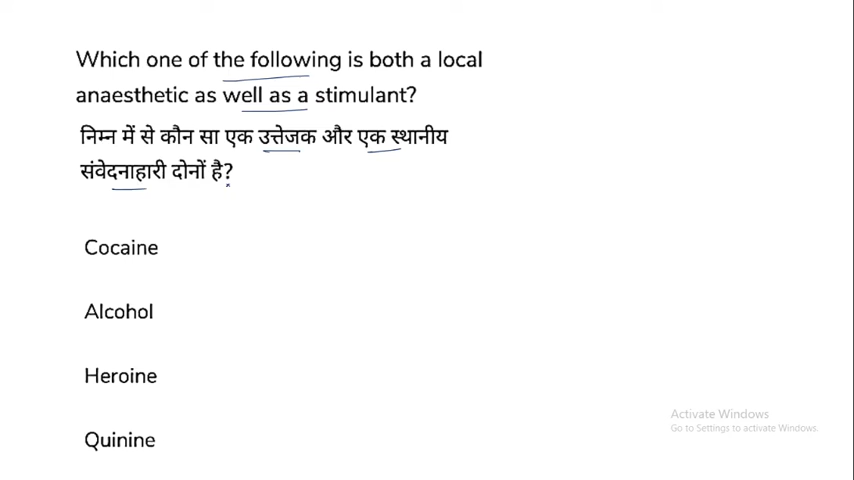 Which one of the following is both a local
anaesthetic as well as a stimulant?
निम्न में से कौन सा एक उत्तेजक और एक स्थानीय
संवेदनाहारी दोनों है?
Cocaine
Alcohol
Heroine
Quinine
Activate Windows
Go to Settings to activate Windows.